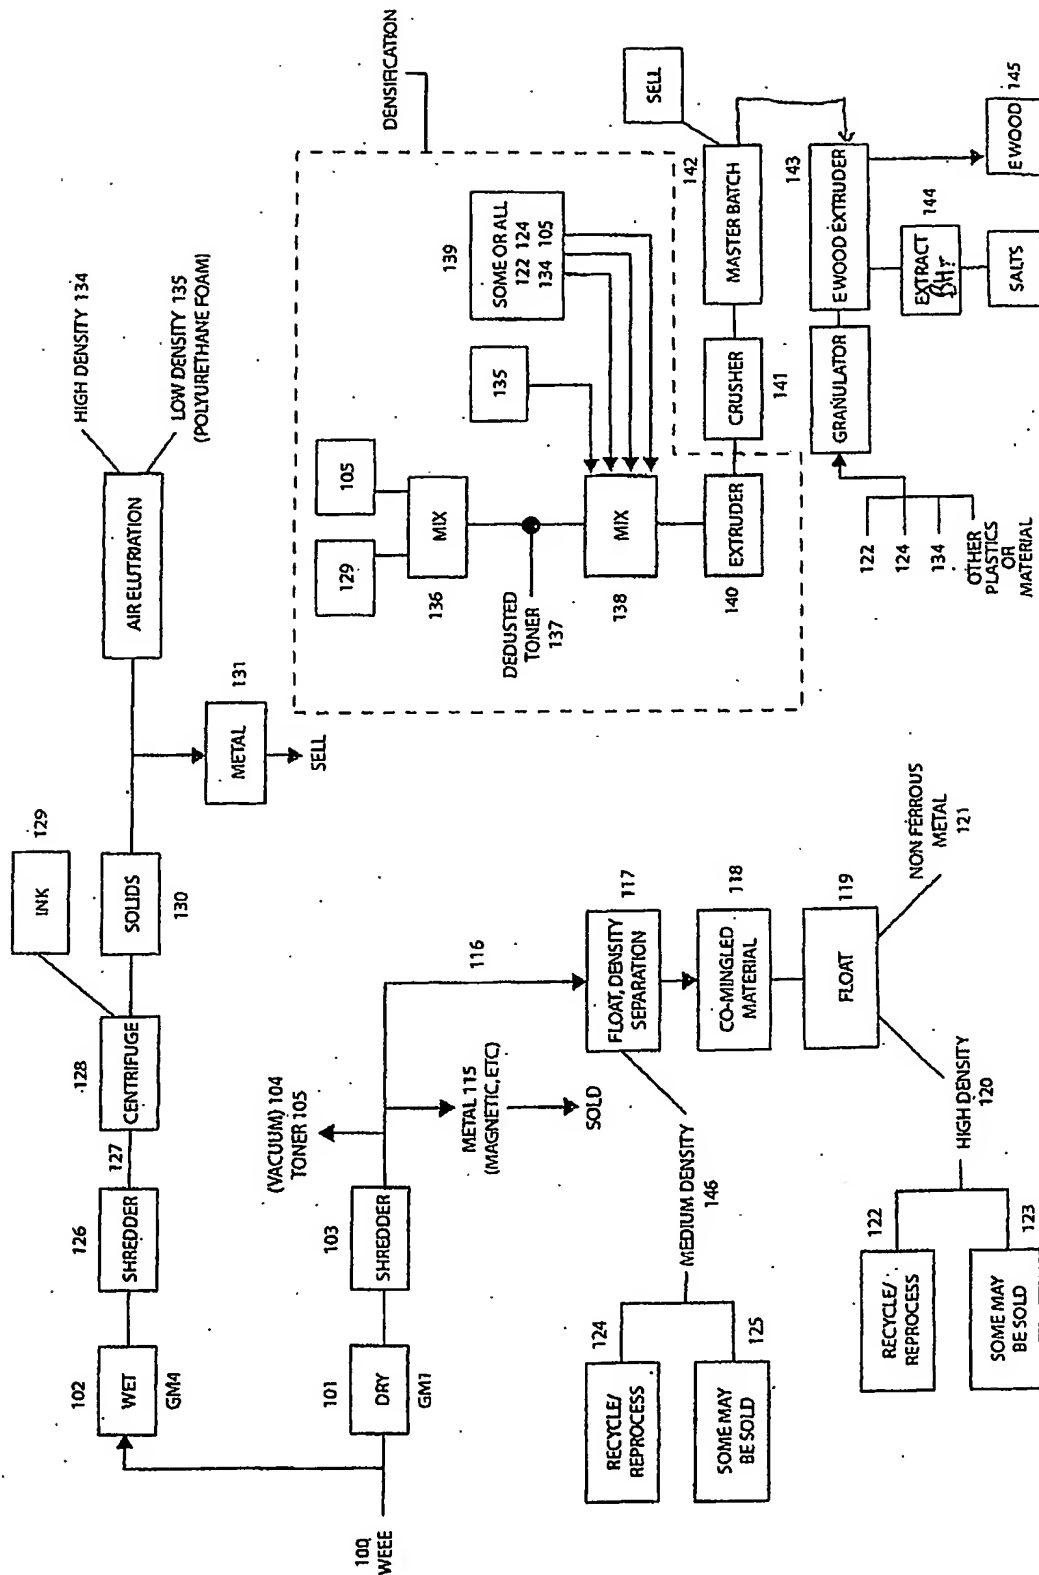 HIGH DENSITY 134
LOW DENSITY 135
(POLYURETHANE FOAM)
AIR ELUTRIATION
131
METAL
SELL
129
INK
SOLIDS
130
128
CENTRIFUGE
127
126
SHREDDER
102
WET
GM4
100
WEEE
101
DRY
GM1
103
SHREDDER
(VACUUM) 104
TONER 105
METAL 115
(MAGNETIC, ETC)
SOLD
116
117
FLOAT, DENSITY
SEPARATION
118
CO-MINGLED
MATERIAL
119
FLOAT
NON FERROUS
METAL
121
HIGH DENSITY
120
122
RECYCLE/
REPROCESS
123
SOME MAY
BE SOLD
MEDIUM DENSITY
146
124
RECYCLE/
REPROCESS
125
SOME MAY
BE SOLD
DENSIFICATION
129
105
MIX
136
DEDUSTED
TONER
137
135
139
SOME OR ALL
122 124
134 105
MIX
138
EXTRUDER
140
CRUSHER
141
MASTER BATCH
142
SELL
122
124
134
OTHER
PLASTICS
OR
MATERIAL
GRANULATOR
EWOOD EXTRUDER
143
144
EXTRACT
SALTS
EWOOD
145